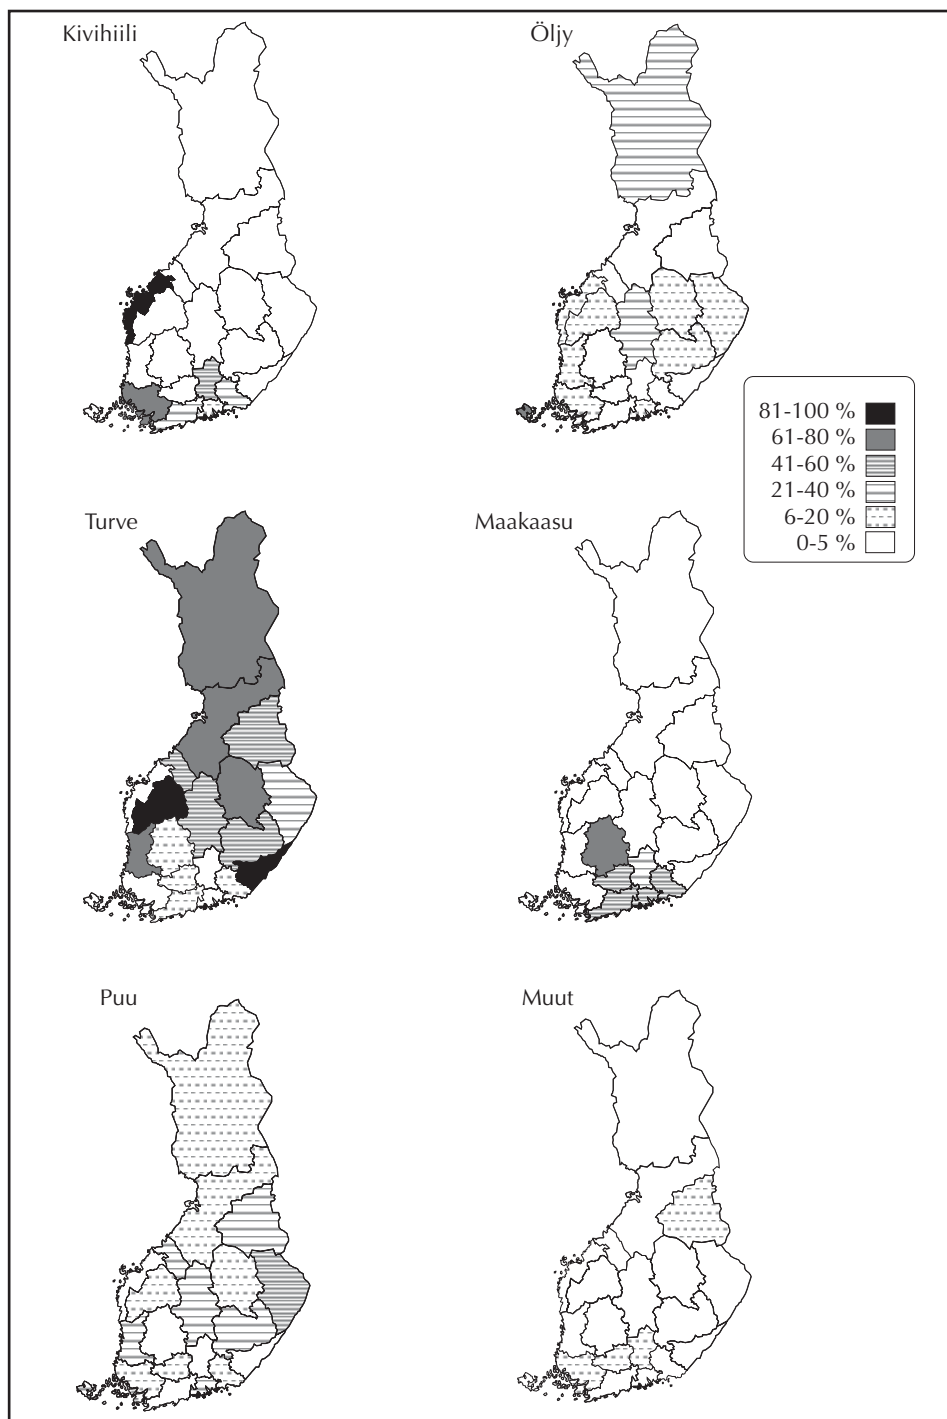 Kivihiili
Öljy
81-100 %
61-80 %
41-60 %
21-40 %
6-20 %
0-5 %
Turve
Maakaasu
Puu
Muut